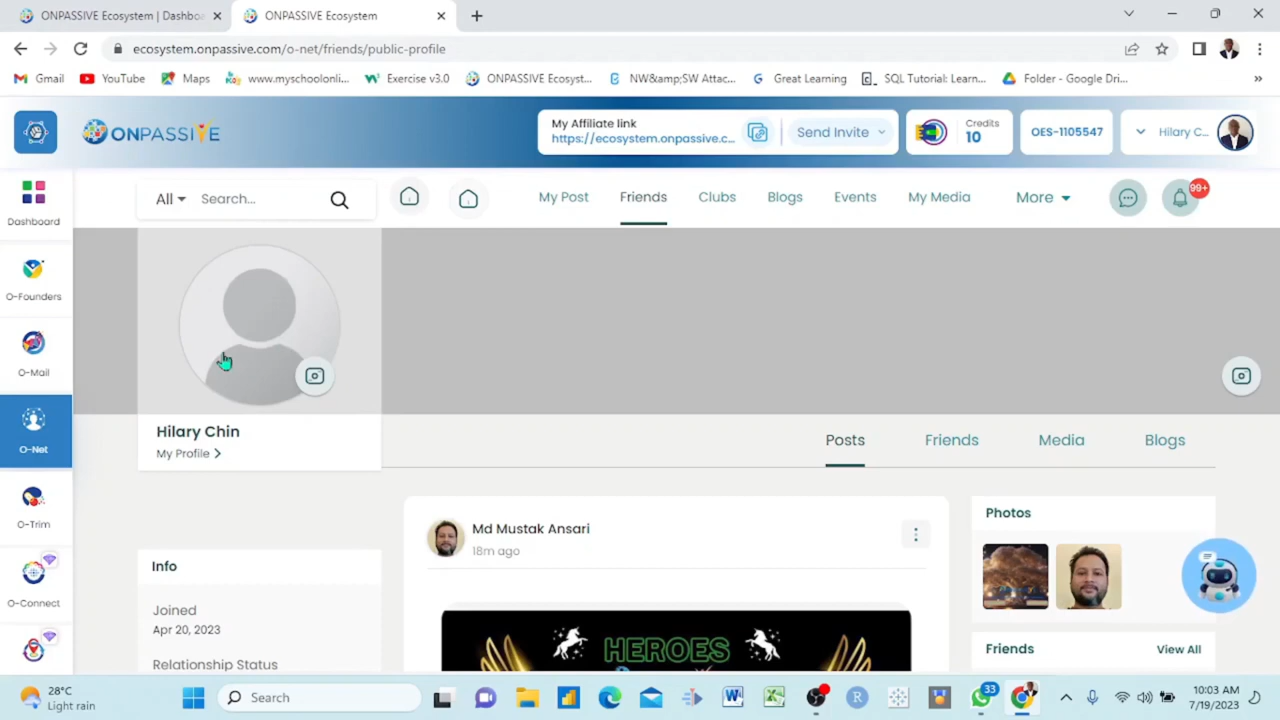 ONPASSIVE Ecosystem | Dashbo
ONPASSIVE Ecosystem
ecosystem.onpassive.com/o-net/friends/public-profile
Gmail
YouTube
Maps
www.myschoolonli...
Exercise v3.0
ONPASSIVE Ecosyst...
NW&amp;SW Attac...
Great Learning
SQL Tutorial: Learn...
Folder - Google Dri...
ONPASSIVE
My Affiliate link
https://ecosystem.onpassive.c...
Send Invite
Credits
10
OES-1105547
Hilary C...
Dashboard
O-Founders
O-Mail
O-Net
O-Trim
O-Connect
All
Search...
My Post
Friends
Clubs
Blogs
Events
My Media
More
99+
Hilary Chin
My Profile
Posts
Friends
Media
Blogs
Info
Joined
Apr 20, 2023
Relationship Status
Md Mustak Ansari
18m ago
HEROES
Photos
Friends
View All
28°C
Light rain
Search
33
10:03 AM
7/19/2023